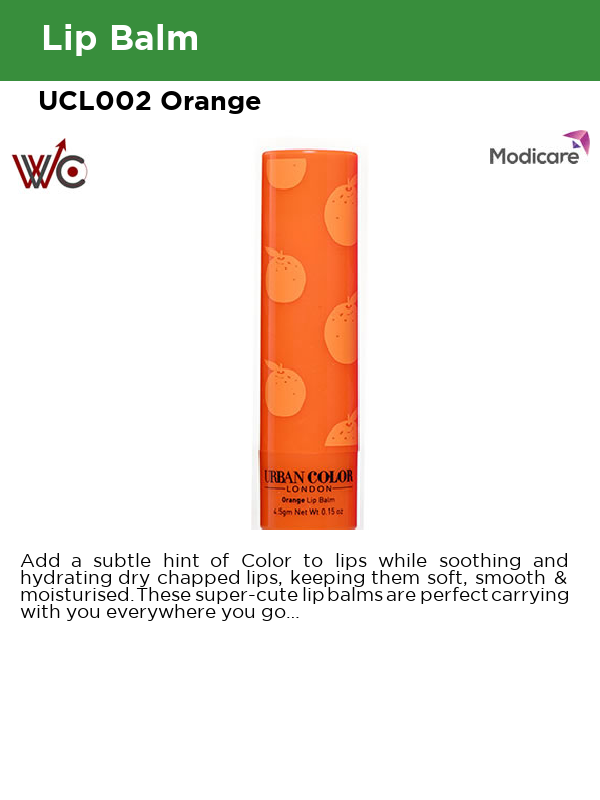 Lip Balm
UCL002 Orange
WC
Modicare
URBAN COLOR
LONDON
Orange Lip Balm
4.5gm Net Wt. 0.15 oz
Add a subtle hint of Color to lips while soothing and
hydrating dry chapped lips, keeping them soft, smooth &
moisturised.These super-cute lip balms are perfect carrying
with you everywhere you go...